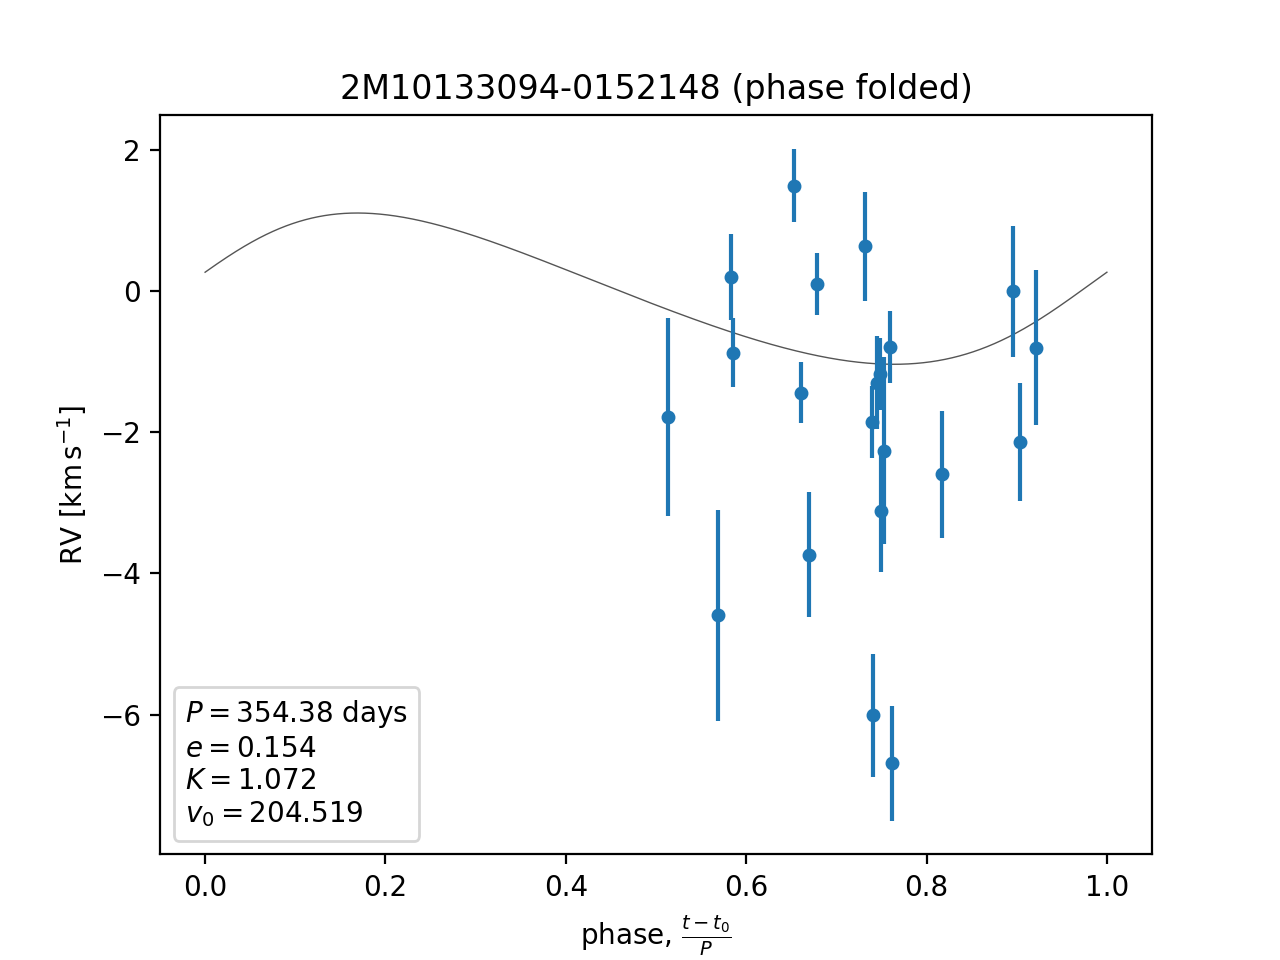 2M10133094-0152148 (phase folded)
RV [km s⁻¹]
2
0
−2
−4
−6
P = 354.38 days
e = 0.154
K = 1.072
v₀ = 204.519
0.0 0.2 0.4 0.6 0.8 1.0
phase, (t − t₀)/P